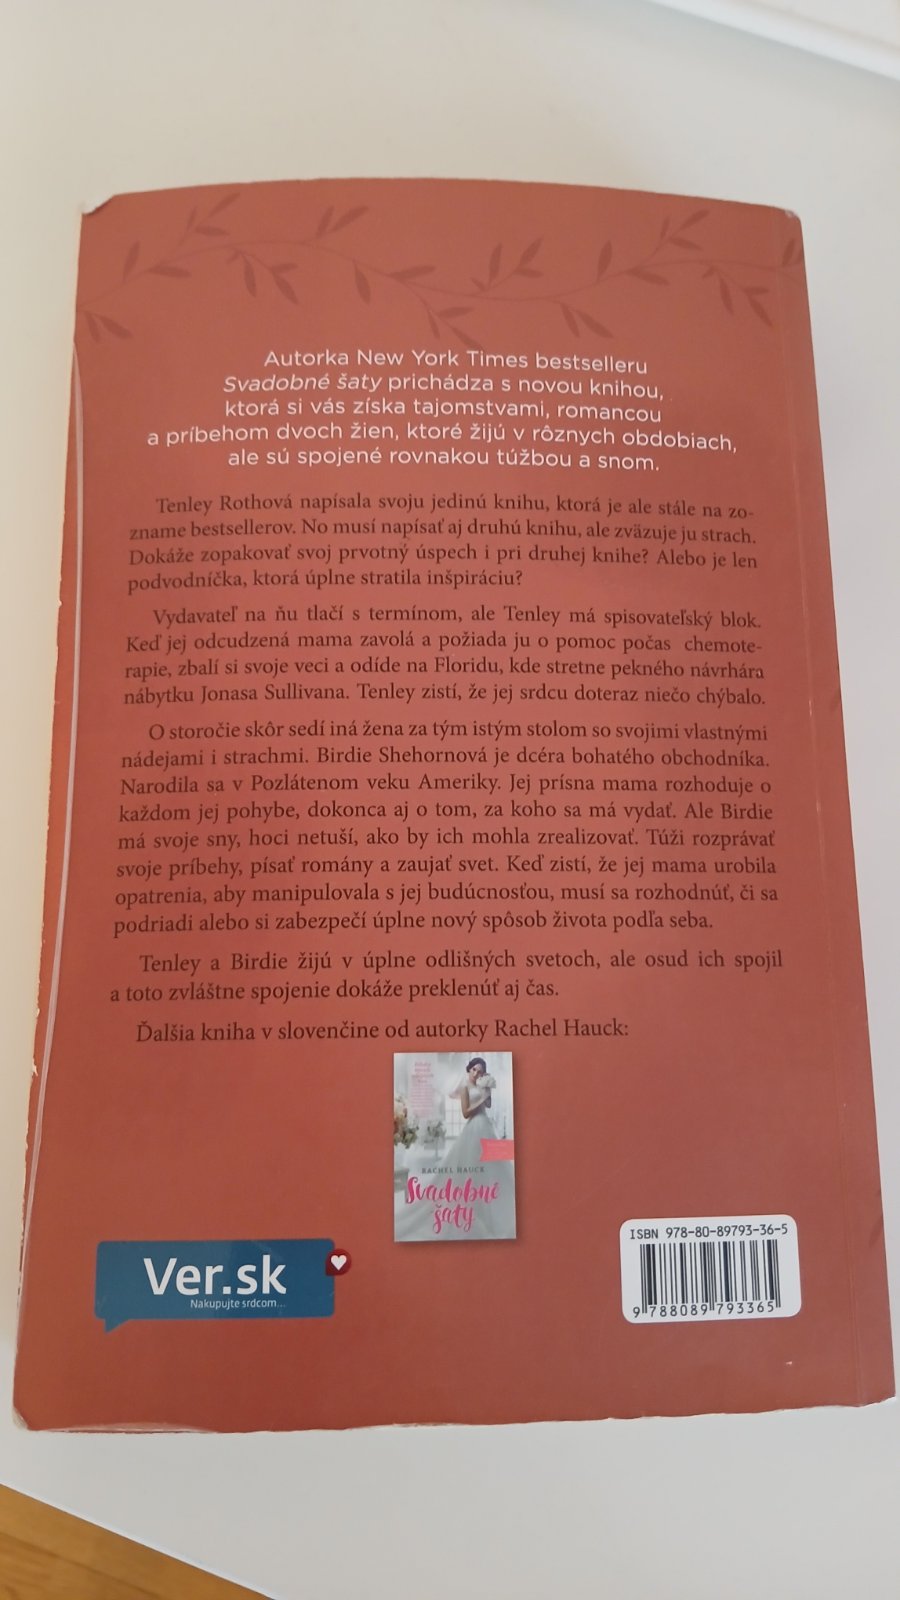 Autorka New York Times bestselleru
Svadobné šaty prichádza s novou knihou,
ktorá si vás získa tajomstvami, romancou
a príbehom dvoch žien, ktoré žijú v rôznych obdobiach,
ale sú spojené rovnakou túžbou a snom.
Tenley Rothová napísala svoju jedinú knihu, ktorá je ale stále na zo-
zname bestsellerov. No musí napísať aj druhú knihu, ale zväzuje ju strach.
Dokáže zopakovať svoj prvotný úspech i pri druhej knihe? Alebo je len
podvodníčka, ktorá úplne stratila inšpiráciu?
Vydavateľ na ňu tlačí s termínom, ale Tenley má spisovateľský blok.
Keď jej odcudzená mama zavolá a požiada ju o pomoc počas chemote-
rapie, zbalí si svoje veci a odíde na Floridu, kde stretne pekného návrhára
nábytku Jonasa Sullivana. Tenley zistí, že jej srdcu doteraz niečo chýbalo.
O storočie skôr sedí iná žena za tým istým stolom so svojimi vlastnými
nádejami i strachmi. Birdie Shehornová je dcéra bohatého obchodníka.
Narodila sa v Pozlátenom veku Ameriky. Jej prísna mama rozhoduje o
každom jej pohybe, dokonca aj o tom, za koho sa má vydať. Ale Birdie
má svoje sny, hoci netuší, ako by ich mohla zrealizovať. Túži rozprávať
svoje príbehy, písať romány a zaujať svet. Keď zistí, že jej mama urobila
opatrenia, aby manipulovala s jej budúcnosťou, musí sa rozhodnúť, či sa
podriadi alebo si zabezpečí úplne nový spôsob života podľa seba.
Tenley a Birdie žijú v úplne odlišných svetoch, ale osud ich spojil
a toto zvláštne spojenie dokáže preklenúť aj čas.
Ďalšia kniha v slovenčine od autorky Rachel Hauck:
RACHEL HAUCK
Svadobné
šaty
Ver.sk
Nakupujte srdcom...
ISBN 978-80-89793-36-5
9 788089 793365